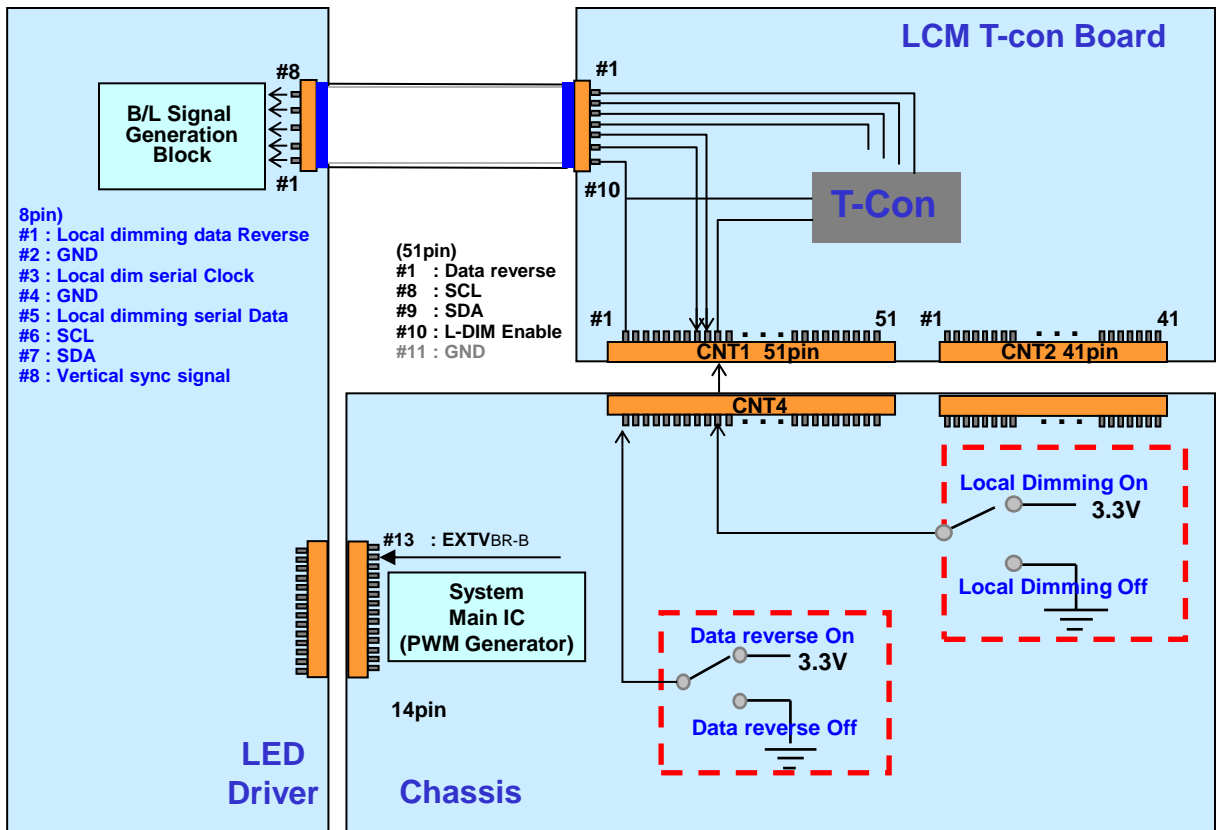 LCM T-con Board
#8
#1
B/L Signal
Generation
Block
#1
#10
T-Con
8pin)
#1 : Local dimming data Reverse
#2 : GND
#3 : Local dim serial Clock
#4 : GND
#5 : Local dimming serial Data
#6 : SCL
#7 : SDA
#8 : Vertical sync signal
(51pin)
#1 : Data reverse
#8 : SCL
#9 : SDA
#10 : L-DIM Enable
#11 : GND
#1
51
#1
41
CNT1 51pin
CNT2 41pin
CNT4
Local Dimming On
3.3V
Local Dimming Off
#13 : EXTVBR-B
System
Main IC
(PWM Generator)
Data reverse On
3.3V
Data reverse Off
14pin
LED
Driver
Chassis